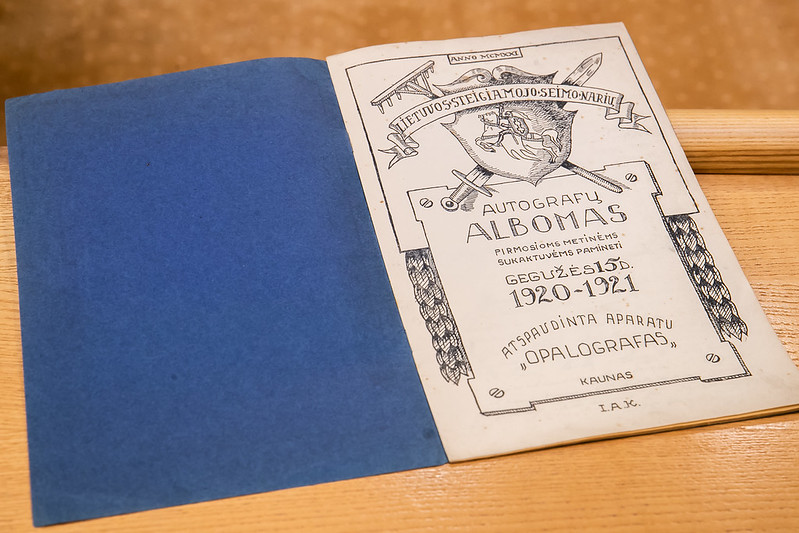 ANNO MCMXXI
LIETUVOS·STEIGIAMOJO·SEIMO·NARIŲ
AUTOGRAFŲ
ALBOMAS
PIRMOSIOMS METINĖMS
SUKAKTUVĖMS PAMINĖTI
GEGUŽĖS 15 D.
1920-1921
ATSPAUDINTA APARATU
„OPALOGRAFAS„
KAUNAS
I.A.K.